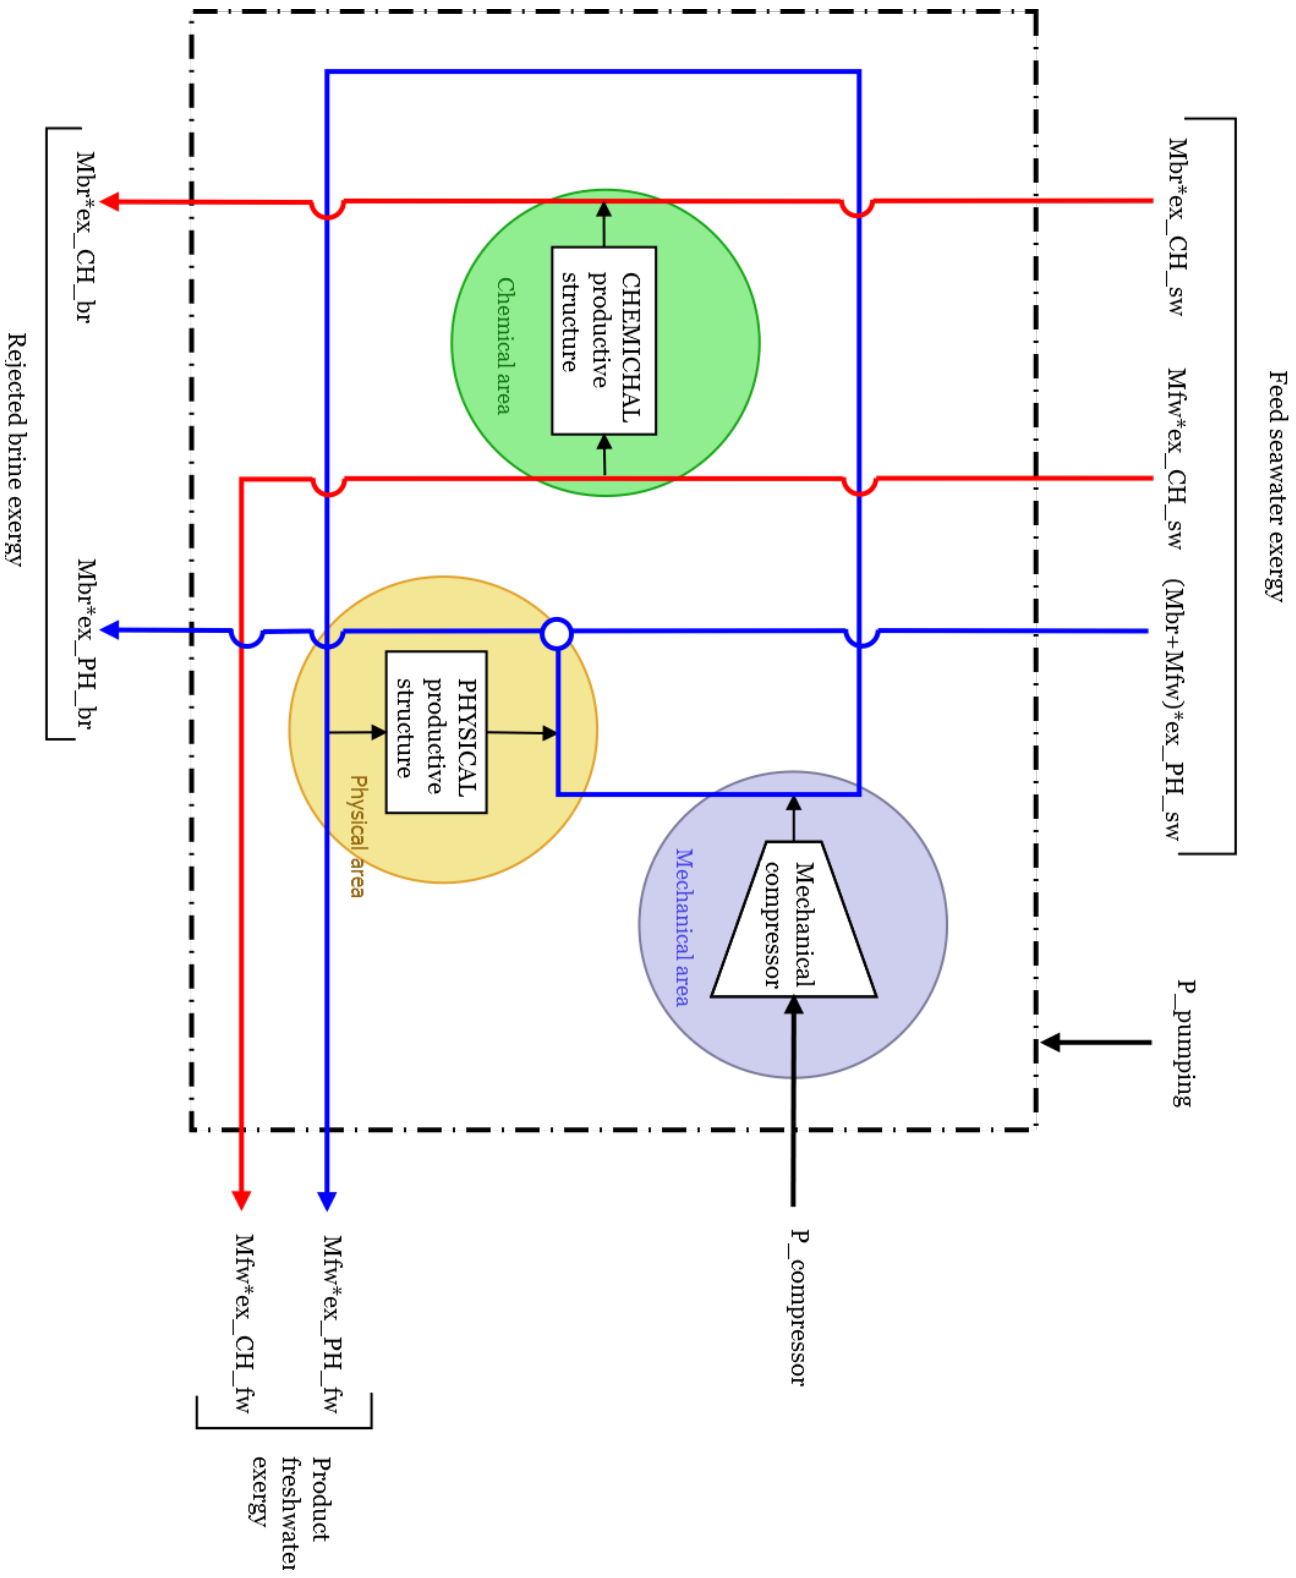 Feed seawater exergy
Mbr*ex_CH_sw
Mfw*ex_CH_sw
(Mbr+Mfw)*ex_PH_sw
P_pumping
Mechanical
compressor
P_compressor
Mechanical area
CHEMICHAL
productive
structure
Chemical area
PHYSICAL
productive
structure
Physical area
Mfw*ex_PH_fw
Mfw*ex_CH_fw
Product
freshwater
exergy
Mbr*ex_CH_br
Mbr*ex_PH_br
Rejected brine exergy